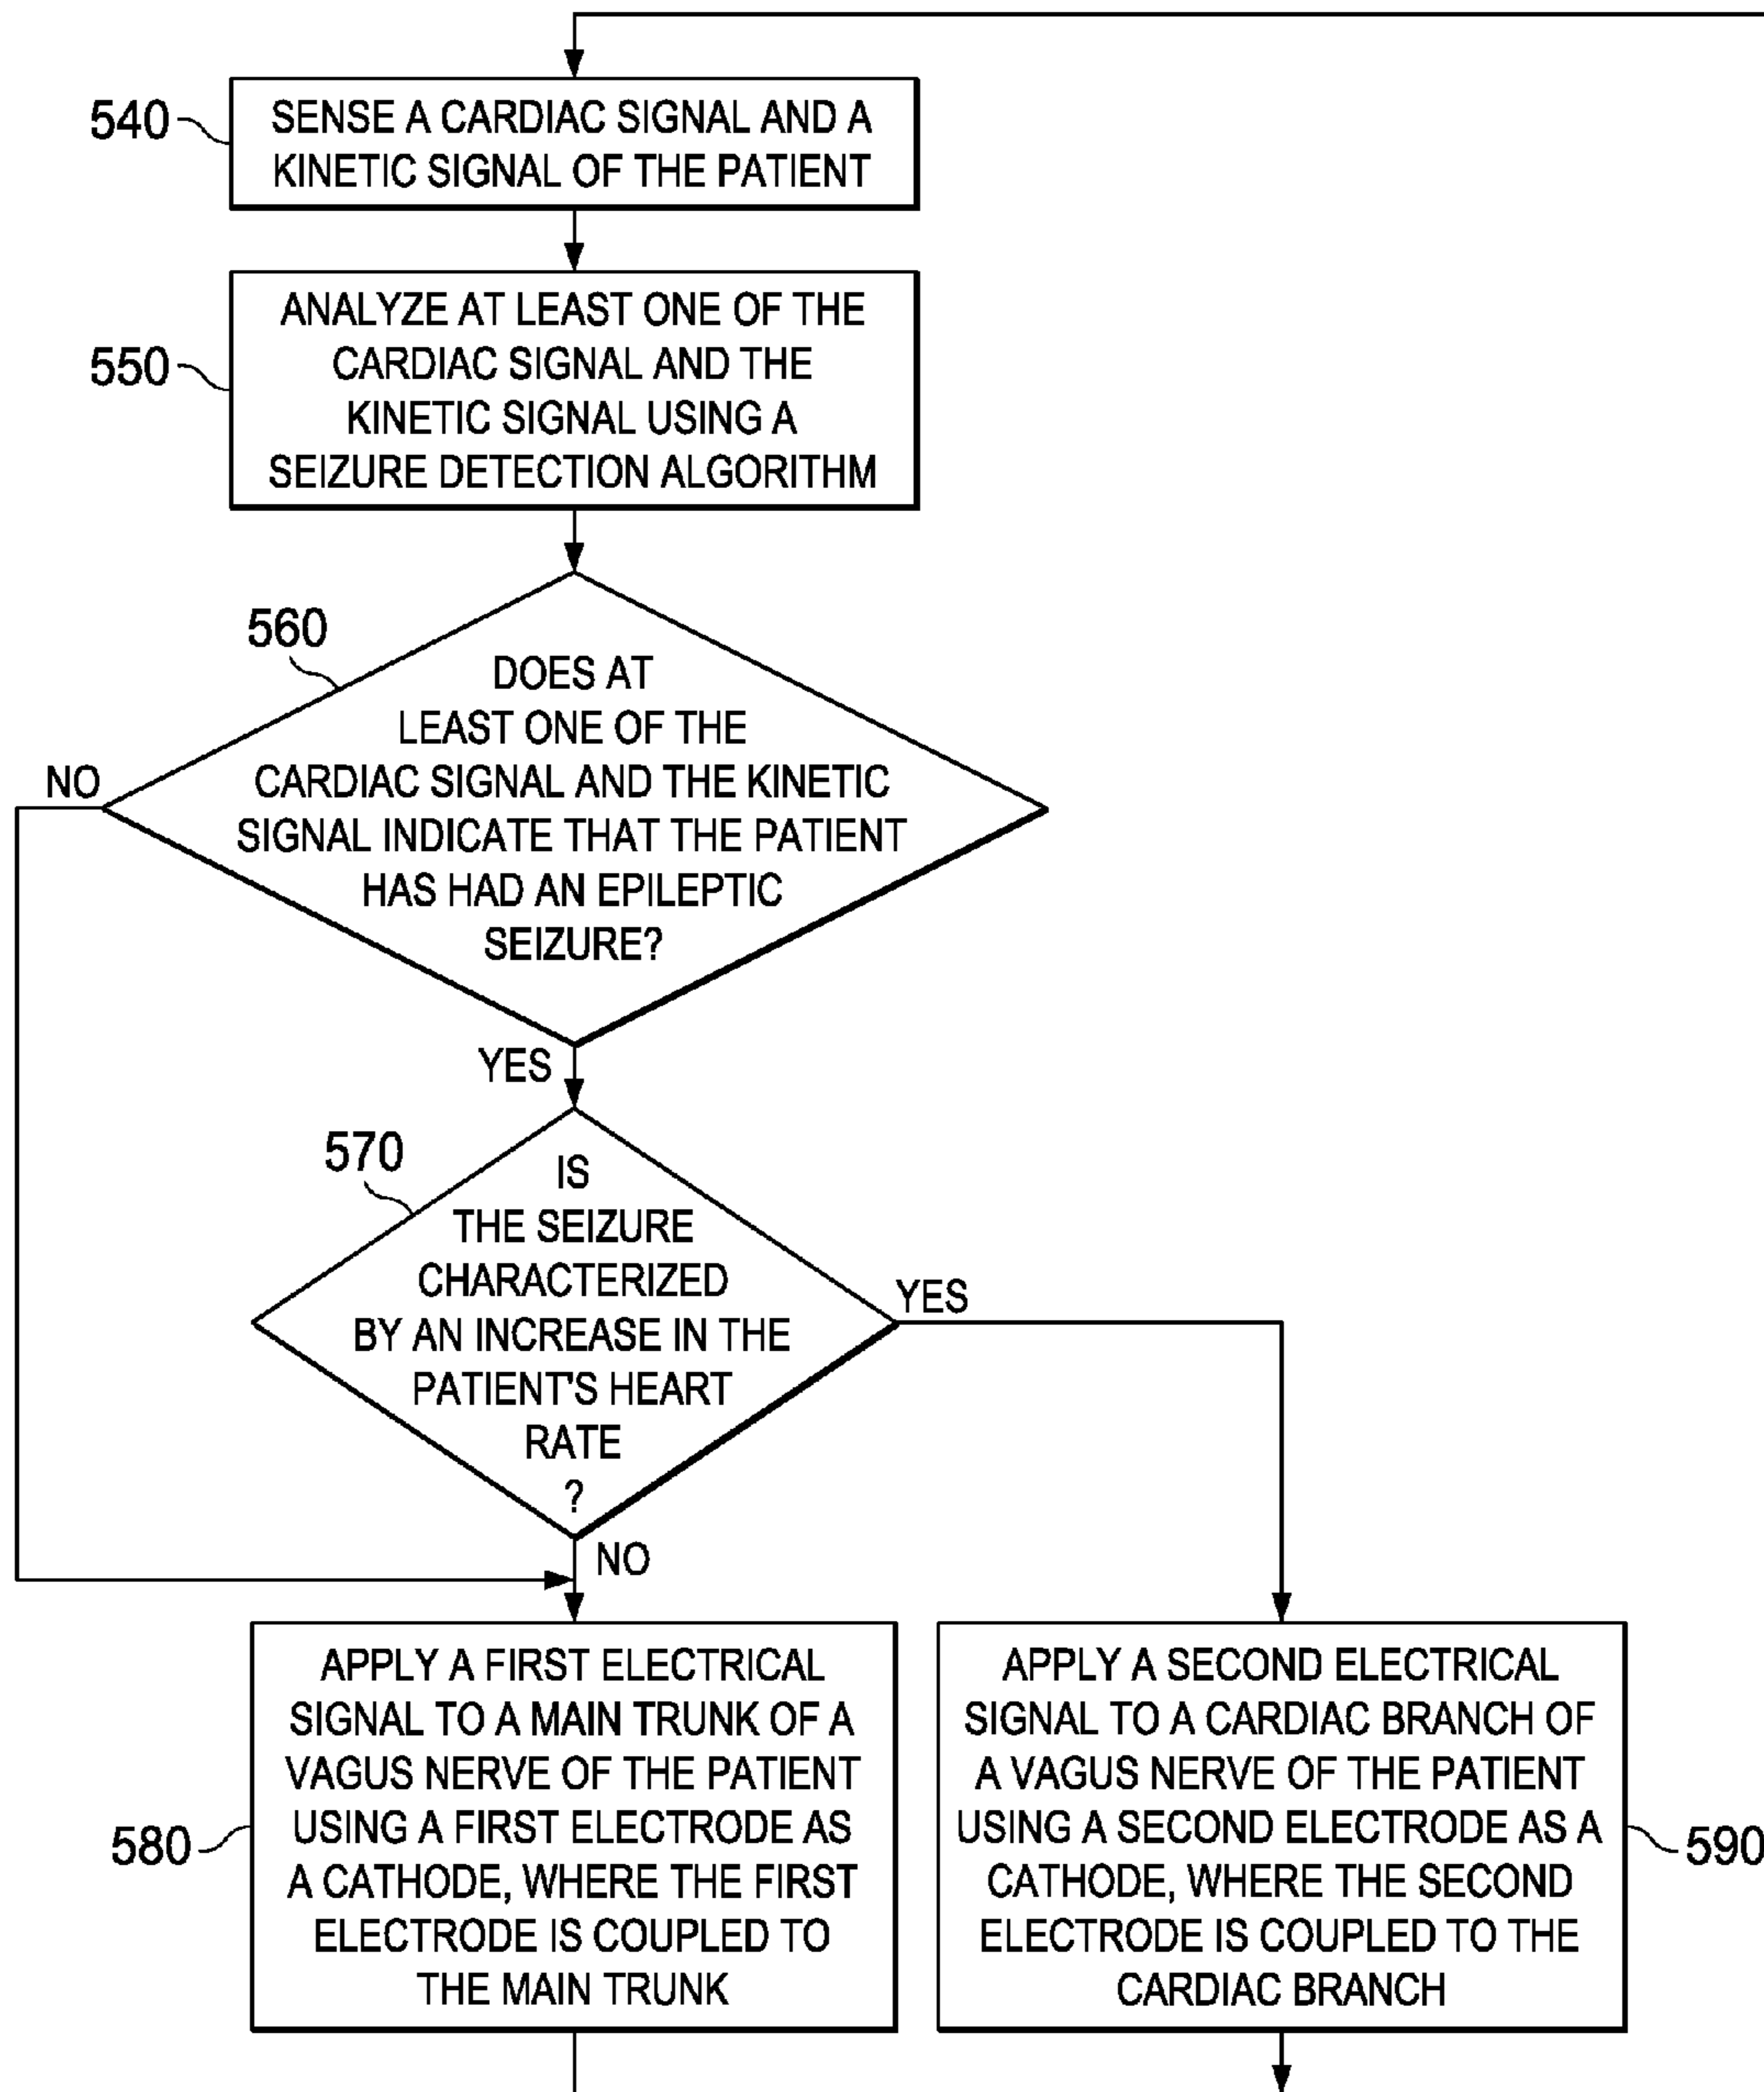 540
SENSE A CARDIAC SIGNAL AND A
KINETIC SIGNAL OF THE PATIENT
550
ANALYZE AT LEAST ONE OF THE
CARDIAC SIGNAL AND THE
KINETIC SIGNAL USING A
SEIZURE DETECTION ALGORITHM
560
DOES AT
LEAST ONE OF THE
CARDIAC SIGNAL AND THE KINETIC
SIGNAL INDICATE THAT THE PATIENT
HAS HAD AN EPILEPTIC
SEIZURE?
NO
YES
570
IS
THE SEIZURE
CHARACTERIZED
BY AN INCREASE IN THE
PATIENT'S HEART
RATE
?
YES
NO
580
APPLY A FIRST ELECTRICAL
SIGNAL TO A MAIN TRUNK OF A
VAGUS NERVE OF THE PATIENT
USING A FIRST ELECTRODE AS
A CATHODE, WHERE THE FIRST
ELECTRODE IS COUPLED TO
THE MAIN TRUNK
APPLY A SECOND ELECTRICAL
SIGNAL TO A CARDIAC BRANCH OF
A VAGUS NERVE OF THE PATIENT
USING A SECOND ELECTRODE AS A
CATHODE, WHERE THE SECOND
ELECTRODE IS COUPLED TO THE
CARDIAC BRANCH
590